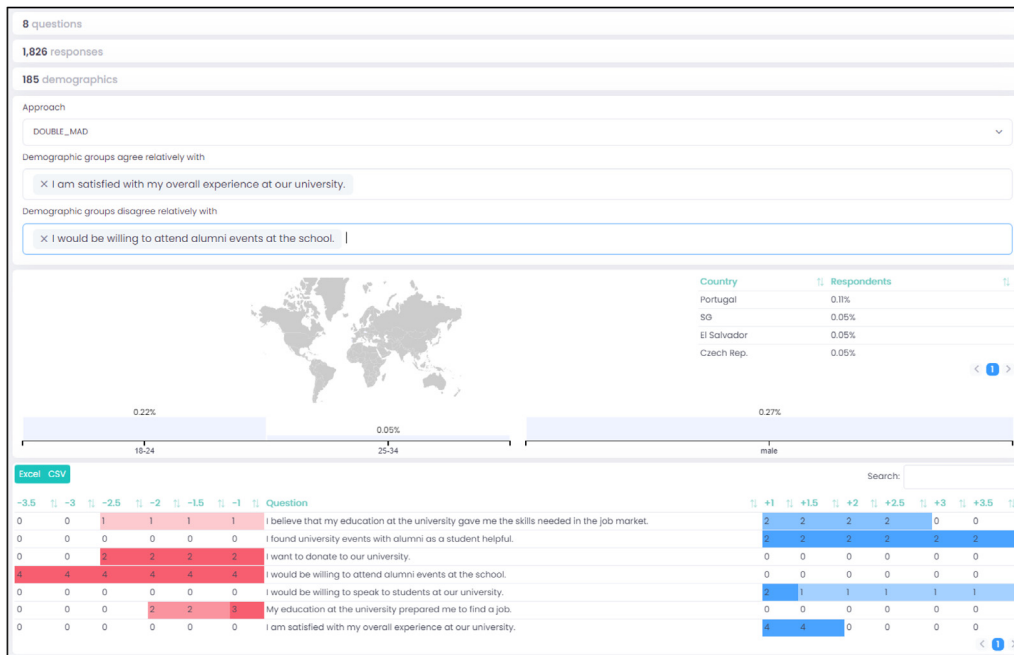 8 questions
1,826 responses
185 demographics
Approach
DOUBLE_MAD
Demographic groups agree relatively with
× I am satisfied with my overall experience at our university.
Demographic groups disagree relatively with
× I would be willing to attend alumni events at the school.
Country Respondents
Portugal 0.11%
SG 0.05%
El Salvador 0.05%
Czech Rep. 0.05%
< 1 >
0.22% 0.05% 0.27%
18-24 25-34 male
Excel CSV Search:
-3.5 -3 -2.5 -2 -1.5 -1 Question +1 +1.5 +2 +2.5 +3 +3.5
0 0 1 1 1 1 I believe that my education at the university gave me the skills needed in the job market. 2 2 2 2 0 0
0 0 0 0 0 0 I found university events with alumni as a student helpful. 2 2 2 2 2 2
0 0 2 2 2 2 I want to donate to our university. 0 0 0 0 0 0
4 4 4 4 4 4 I would be willing to attend alumni events at the school. 0 0 0 0 0 0
0 0 0 0 0 0 I would be willing to speak to students at our university. 2 1 1 1 1 1
0 0 0 2 2 3 My education at the university prepared me to find a job. 0 0 0 0 0 0
0 0 0 0 0 0 I am satisfied with my overall experience at our university. 4 4 0 0 0 0
< 1 >